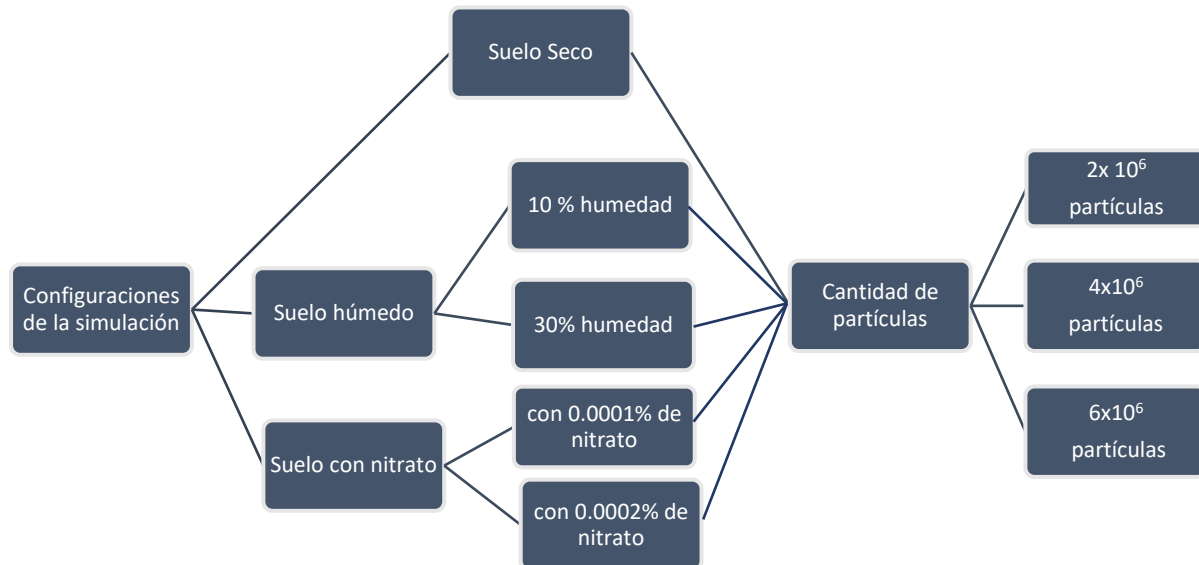 Suelo Seco
10 % humedad
2x 10⁶
partículas
Configuraciones
de la simulación
Suelo húmedo
30% humedad
Cantidad de
partículas
4x10⁶
partículas
Suelo con nitrato
con 0.0001% de
nitrato
6x10⁶
partículas
con 0.0002% de
nitrato